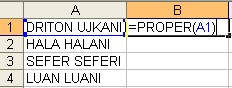 A B
1 DRITON UJKANI =PROPER(A1)
2 HALA HALANI
3 SEFER SEFERI
4 LUAN LUANI